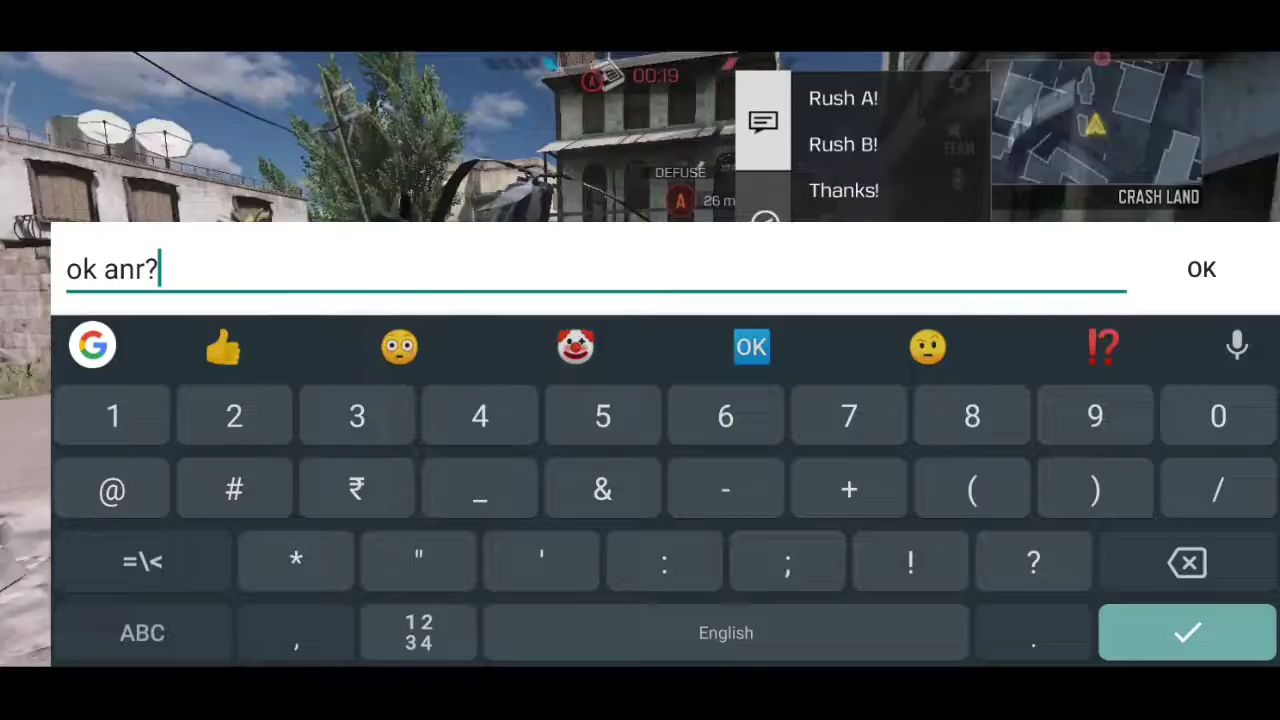 A 00:19
Rush A!
Rush B!
Thanks!
TEAM
DEFUSE
A 26 m
CRASH LAND
ok anr?
OK
G 👍 😳 🤡 🆗 🤨 ⁉️
1 2 3 4 5 6 7 8 9 0
@ # ₹ _ & - + ( ) /
=\< * " ' : ; ! ?
ABC , 1 2 3 4 English .